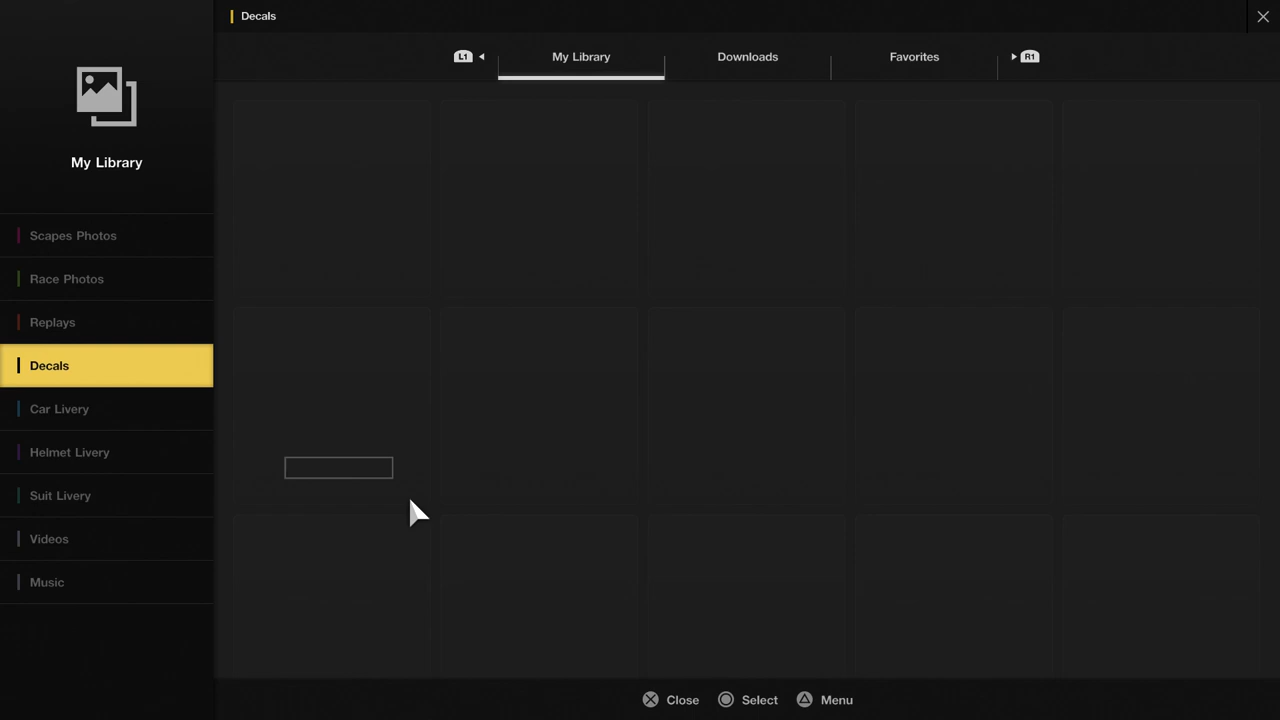 Decals
L1
My Library
Downloads
Favorites
R1
My Library
Scapes Photos
Race Photos
Replays
Decals
Car Livery
Helmet Livery
Suit Livery
Videos
Music
Close
Select
Menu